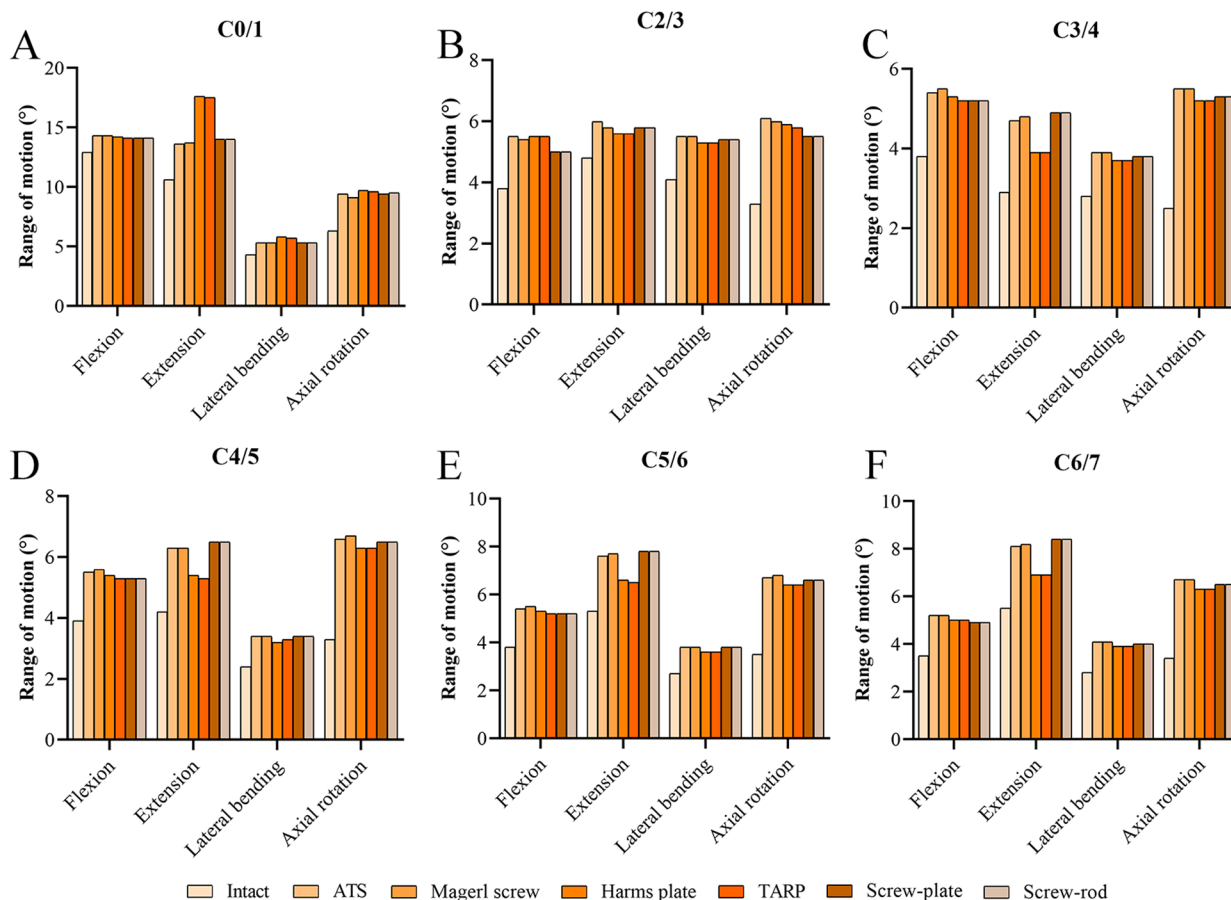 A
C0/1
Range of motion (°)
20
15
10
5
0
Flexion
Extension
Lateral bending
Axial rotation
B
C2/3
Range of motion (°)
8
6
4
2
0
Flexion
Extension
Lateral bending
Axial rotation
C
C3/4
Range of motion (°)
6
4
2
0
Flexion
Extension
Lateral bending
Axial rotation
D
C4/5
Range of motion (°)
8
6
4
2
0
Flexion
Extension
Lateral bending
Axial rotation
E
C5/6
Range of motion (°)
10
8
6
4
2
0
Flexion
Extension
Lateral bending
Axial rotation
F
C6/7
Range of motion (°)
10
8
6
4
2
0
Flexion
Extension
Lateral bending
Axial rotation
Intact ATS Magerl screw Harms plate TARP Screw-plate Screw-rod